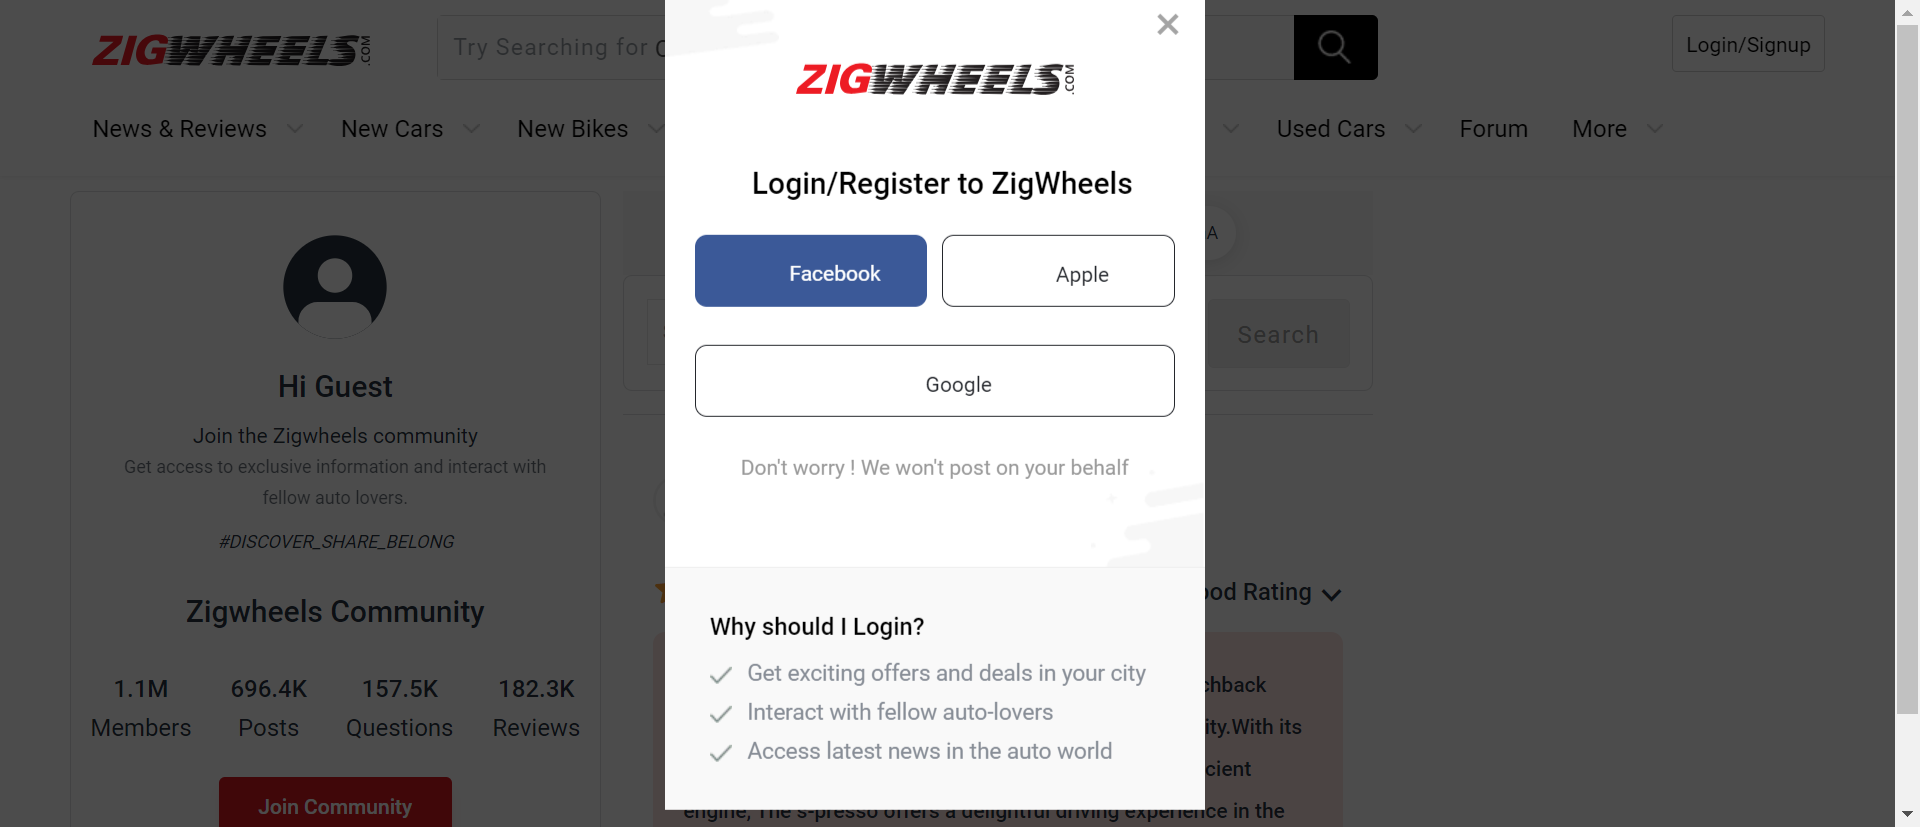 ZIGWHEELS.COM
Try Searching for
Login/Signup
News & Reviews
New Cars
New Bikes
Used Cars
Forum
More
ZIGWHEELS.COM
Login/Register to ZigWheels
Facebook
Apple
Google
Don't worry ! We won't post on your behalf
Why should I Login?
Get exciting offers and deals in your city
Interact with fellow auto-lovers
Access latest news in the auto world
Hi Guest
Join the Zigwheels community
Get access to exclusive information and interact with
fellow auto lovers.
#DISCOVER_SHARE_BELONG
Zigwheels Community
1.1M 696.4K 157.5K 182.3K
Members Posts Questions Reviews
Join Community
A
Search
Rating
With its
engine, The s-presso offers a delightful driving experience in the